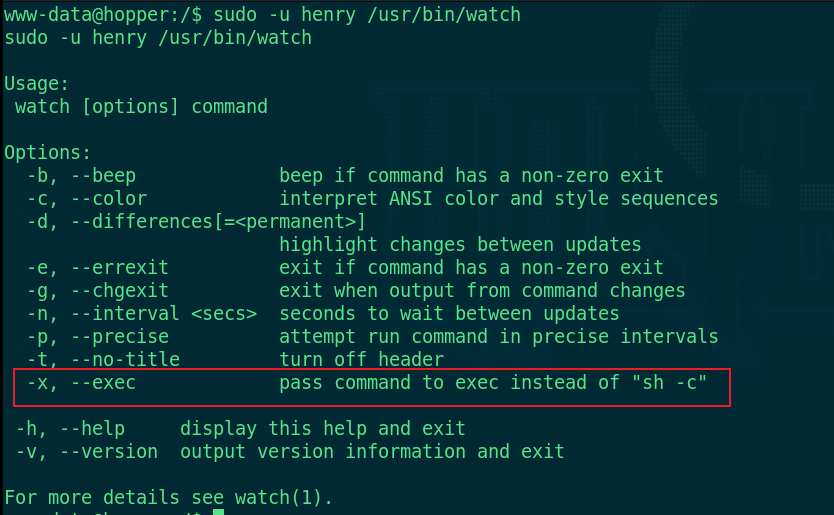 www-data@hopper:/$ sudo -u henry /usr/bin/watch
sudo -u henry /usr/bin/watch

Usage:
 watch [options] command

Options:
  -b, --beep             beep if command has a non-zero exit
  -c, --color            interpret ANSI color and style sequences
  -d, --differences[=<permanent>]
                         highlight changes between updates
  -e, --errexit          exit if command has a non-zero exit
  -g, --chgexit          exit when output from command changes
  -n, --interval <secs>  seconds to wait between updates
  -p, --precise          attempt run command in precise intervals
  -t, --no-title         turn off header
  -x, --exec             pass command to exec instead of "sh -c"

 -h, --help     display this help and exit
 -v, --version  output version information and exit

For more details see watch(1).
www-data@hopper:/$